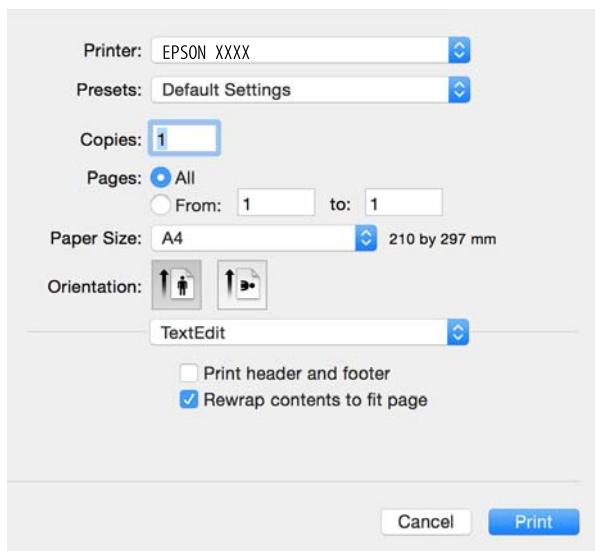 Printer: EPSON XXXX
Presets: Default Settings
Copies: 1
Pages: All
From: 1 to: 1
Paper Size: A4 210 by 297 mm
Orientation:
TextEdit
Print header and footer
Rewrap contents to fit page
Cancel Print